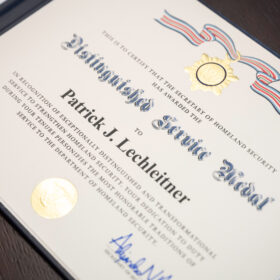 THIS IS TO CERTIFY THAT THE SECRETARY OF HOMELAND SECURITY
HAS AWARDED THE
Distinguished Service Medal
TO
Patrick J. Lechleitner
IN RECOGNITION OF EXCEPTIONALLY DISTINGUISHED AND TRANSFORMATIONAL
SERVICE TO STRENGTHEN HOMELAND SECURITY. YOUR DEDICATION TO DUTY
DURING YOUR TENURE PERSONIFIES THE MOST HONORABLE TRADITIONS OF
SERVICE TO THE DEPARTMENT OF HOMELAND SECURITY.